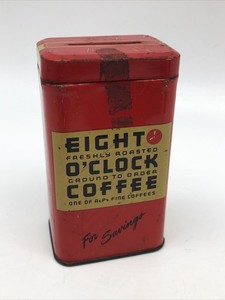 EIGHT
FRESHLY ROASTED
O'CLOCK
GROUND TO ORDER
COFFEE
ONE OF A&P's FINE COFFEES
For Savings